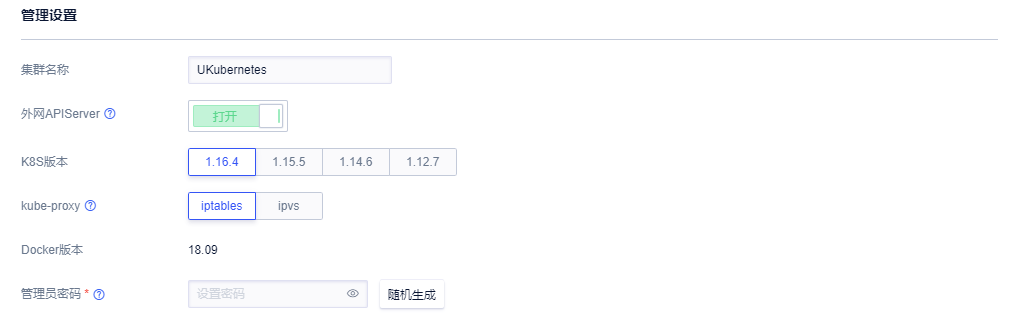 管理设置
集群名称 UKubernetes
外网APIServer ? 打开
K8S版本 1.16.4 1.15.5 1.14.6 1.12.7
kube-proxy ? iptables ipvs
Docker版本 18.09
管理员密码 * ? 设置密码 随机生成